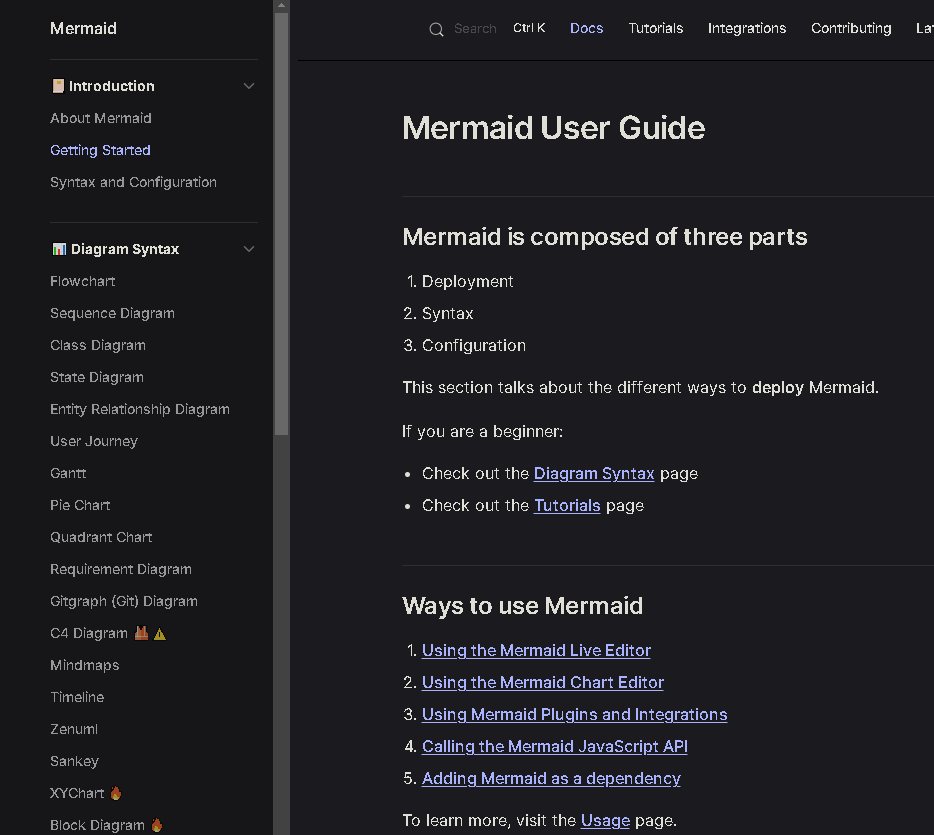 Mermaid
Introduction
About Mermaid
Getting Started
Syntax and Configuration
Diagram Syntax
Flowchart
Sequence Diagram
Class Diagram
State Diagram
Entity Relationship Diagram
User Journey
Gantt
Pie Chart
Quadrant Chart
Requirement Diagram
Gitgraph (Git) Diagram
C4 Diagram 🦺⚠️
Mindmaps
Timeline
Zenuml
Sankey
XYChart 🔥
Block Diagram 🔥
Search Ctrl K Docs Tutorials Integrations Contributing La
Mermaid User Guide
Mermaid is composed of three parts
1. Deployment
2. Syntax
3. Configuration
This section talks about the different ways to deploy Mermaid.
If you are a beginner:
• Check out the Diagram Syntax page
• Check out the Tutorials page
Ways to use Mermaid
1. Using the Mermaid Live Editor
2. Using the Mermaid Chart Editor
3. Using Mermaid Plugins and Integrations
4. Calling the Mermaid JavaScript API
5. Adding Mermaid as a dependency
To learn more, visit the Usage page.